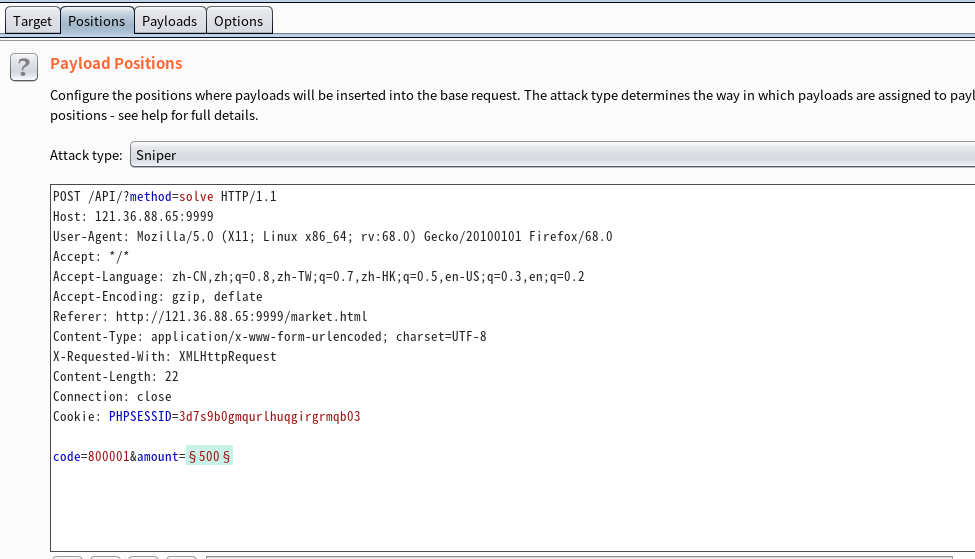 Target Positions Payloads Options
? Payload Positions
Configure the positions where payloads will be inserted into the base request. The attack type determines the way in which payloads are assigned to payl
positions - see help for full details.
Attack type: Sniper
POST /API/?method=solve HTTP/1.1
Host: 121.36.88.65:9999
User-Agent: Mozilla/5.0 (X11; Linux x86_64; rv:68.0) Gecko/20100101 Firefox/68.0
Accept: */*
Accept-Language: zh-CN,zh;q=0.8,zh-TW;q=0.7,zh-HK;q=0.5,en-US;q=0.3,en;q=0.2
Accept-Encoding: gzip, deflate
Referer: http://121.36.88.65:9999/market.html
Content-Type: application/x-www-form-urlencoded; charset=UTF-8
X-Requested-With: XMLHttpRequest
Content-Length: 22
Connection: close
Cookie: PHPSESSID=3d7s9b0gmqurlhuqgirgrmqb03
code=800001&amount=§500§